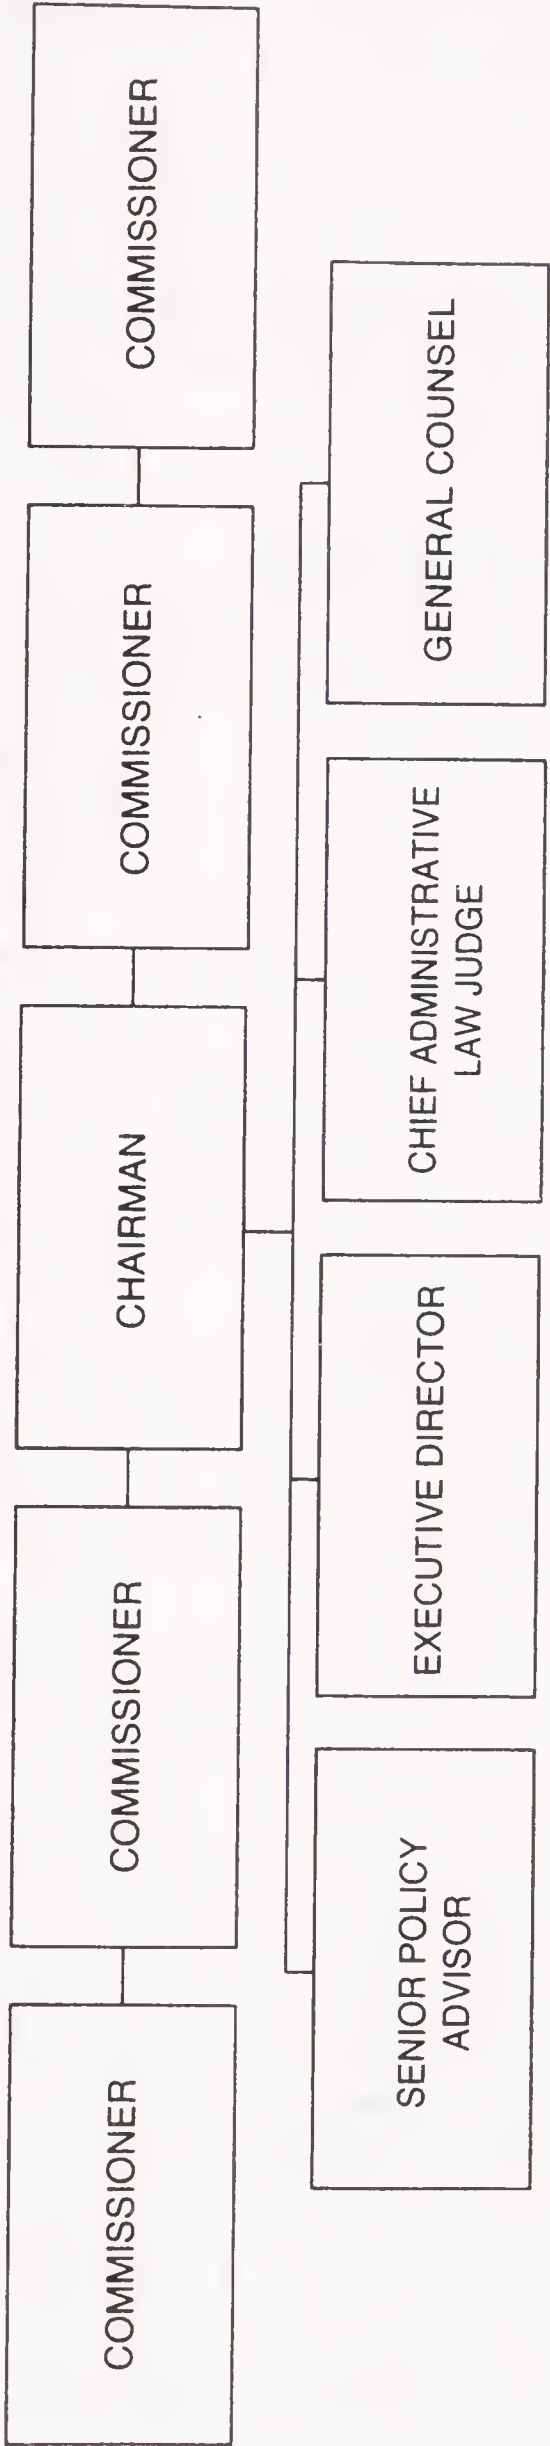 COMMISSIONER
COMMISSIONER
CHAIRMAN
COMMISSIONER
COMMISSIONER
SENIOR POLICY
ADVISOR
EXECUTIVE DIRECTOR
CHIEF ADMINISTRATIVE
LAW JUDGE
GENERAL COUNSEL